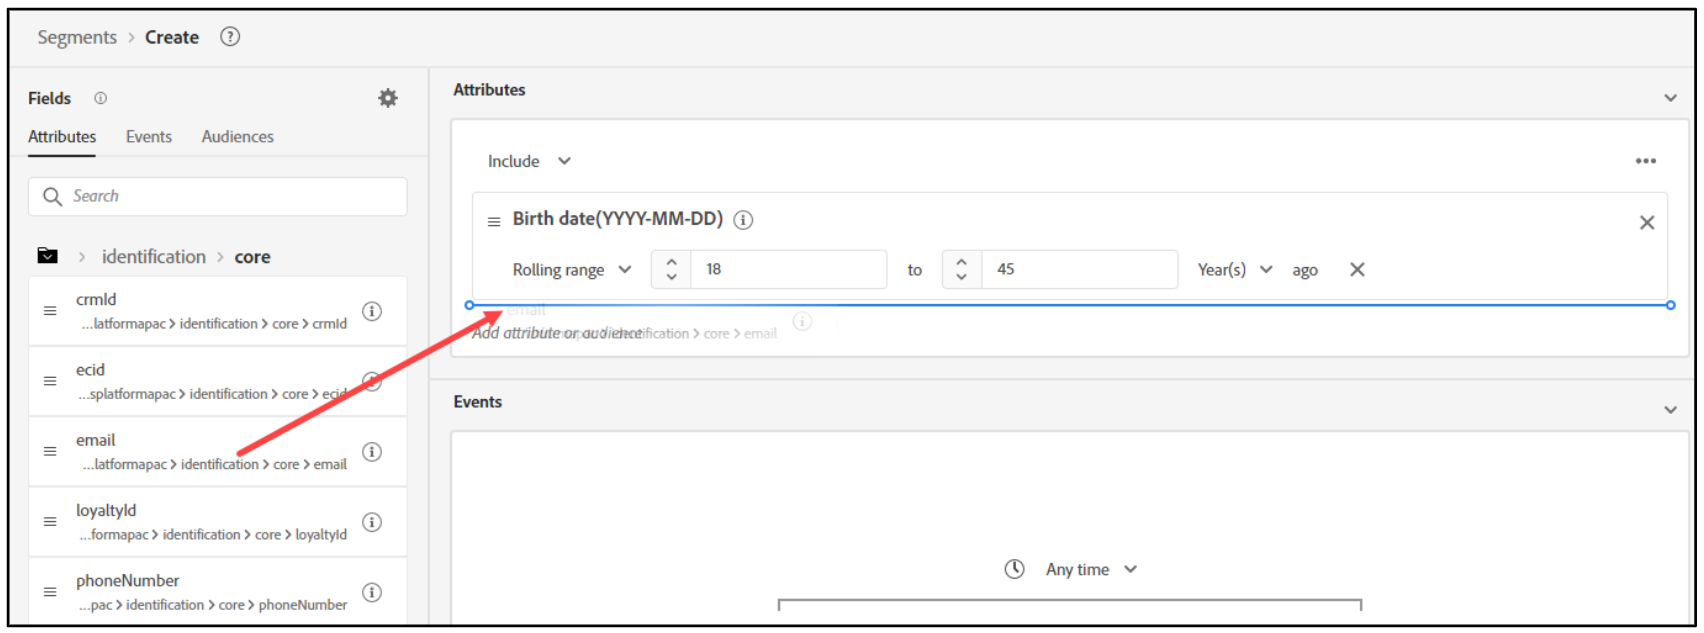 Segments > Create
Fields
Attributes Events Audiences
Search
> identification > core
crmId
...latformapac > identification > core > crmId
ecid
...splatformapac > identification > core > ecid
email
...latformapac > identification > core > email
loyaltyId
...formapac > identification > core > loyaltyId
phoneNumber
...pac > identification > core > phoneNumber
Attributes
Include
Birth date(YYYY-MM-DD)
Rolling range 18 to 45 Year(s) ago
email
Add attribute or audience
identification > core > email
Events
Any time